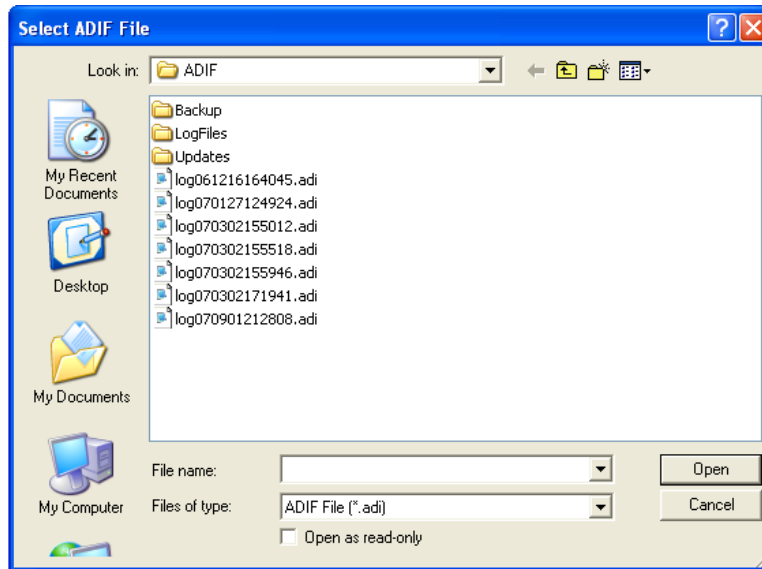 Select ADIF File
Look in: ADIF
My Recent
Documents
Desktop
My Documents
My Computer
Backup
LogFiles
Updates
log061216164045.adi
log070127124924.adi
log070302155012.adi
log070302155518.adi
log070302155946.adi
log070302171941.adi
log070901212808.adi
File name: Open
Files of type: ADIF File (*.adi) Cancel
Open as read-only